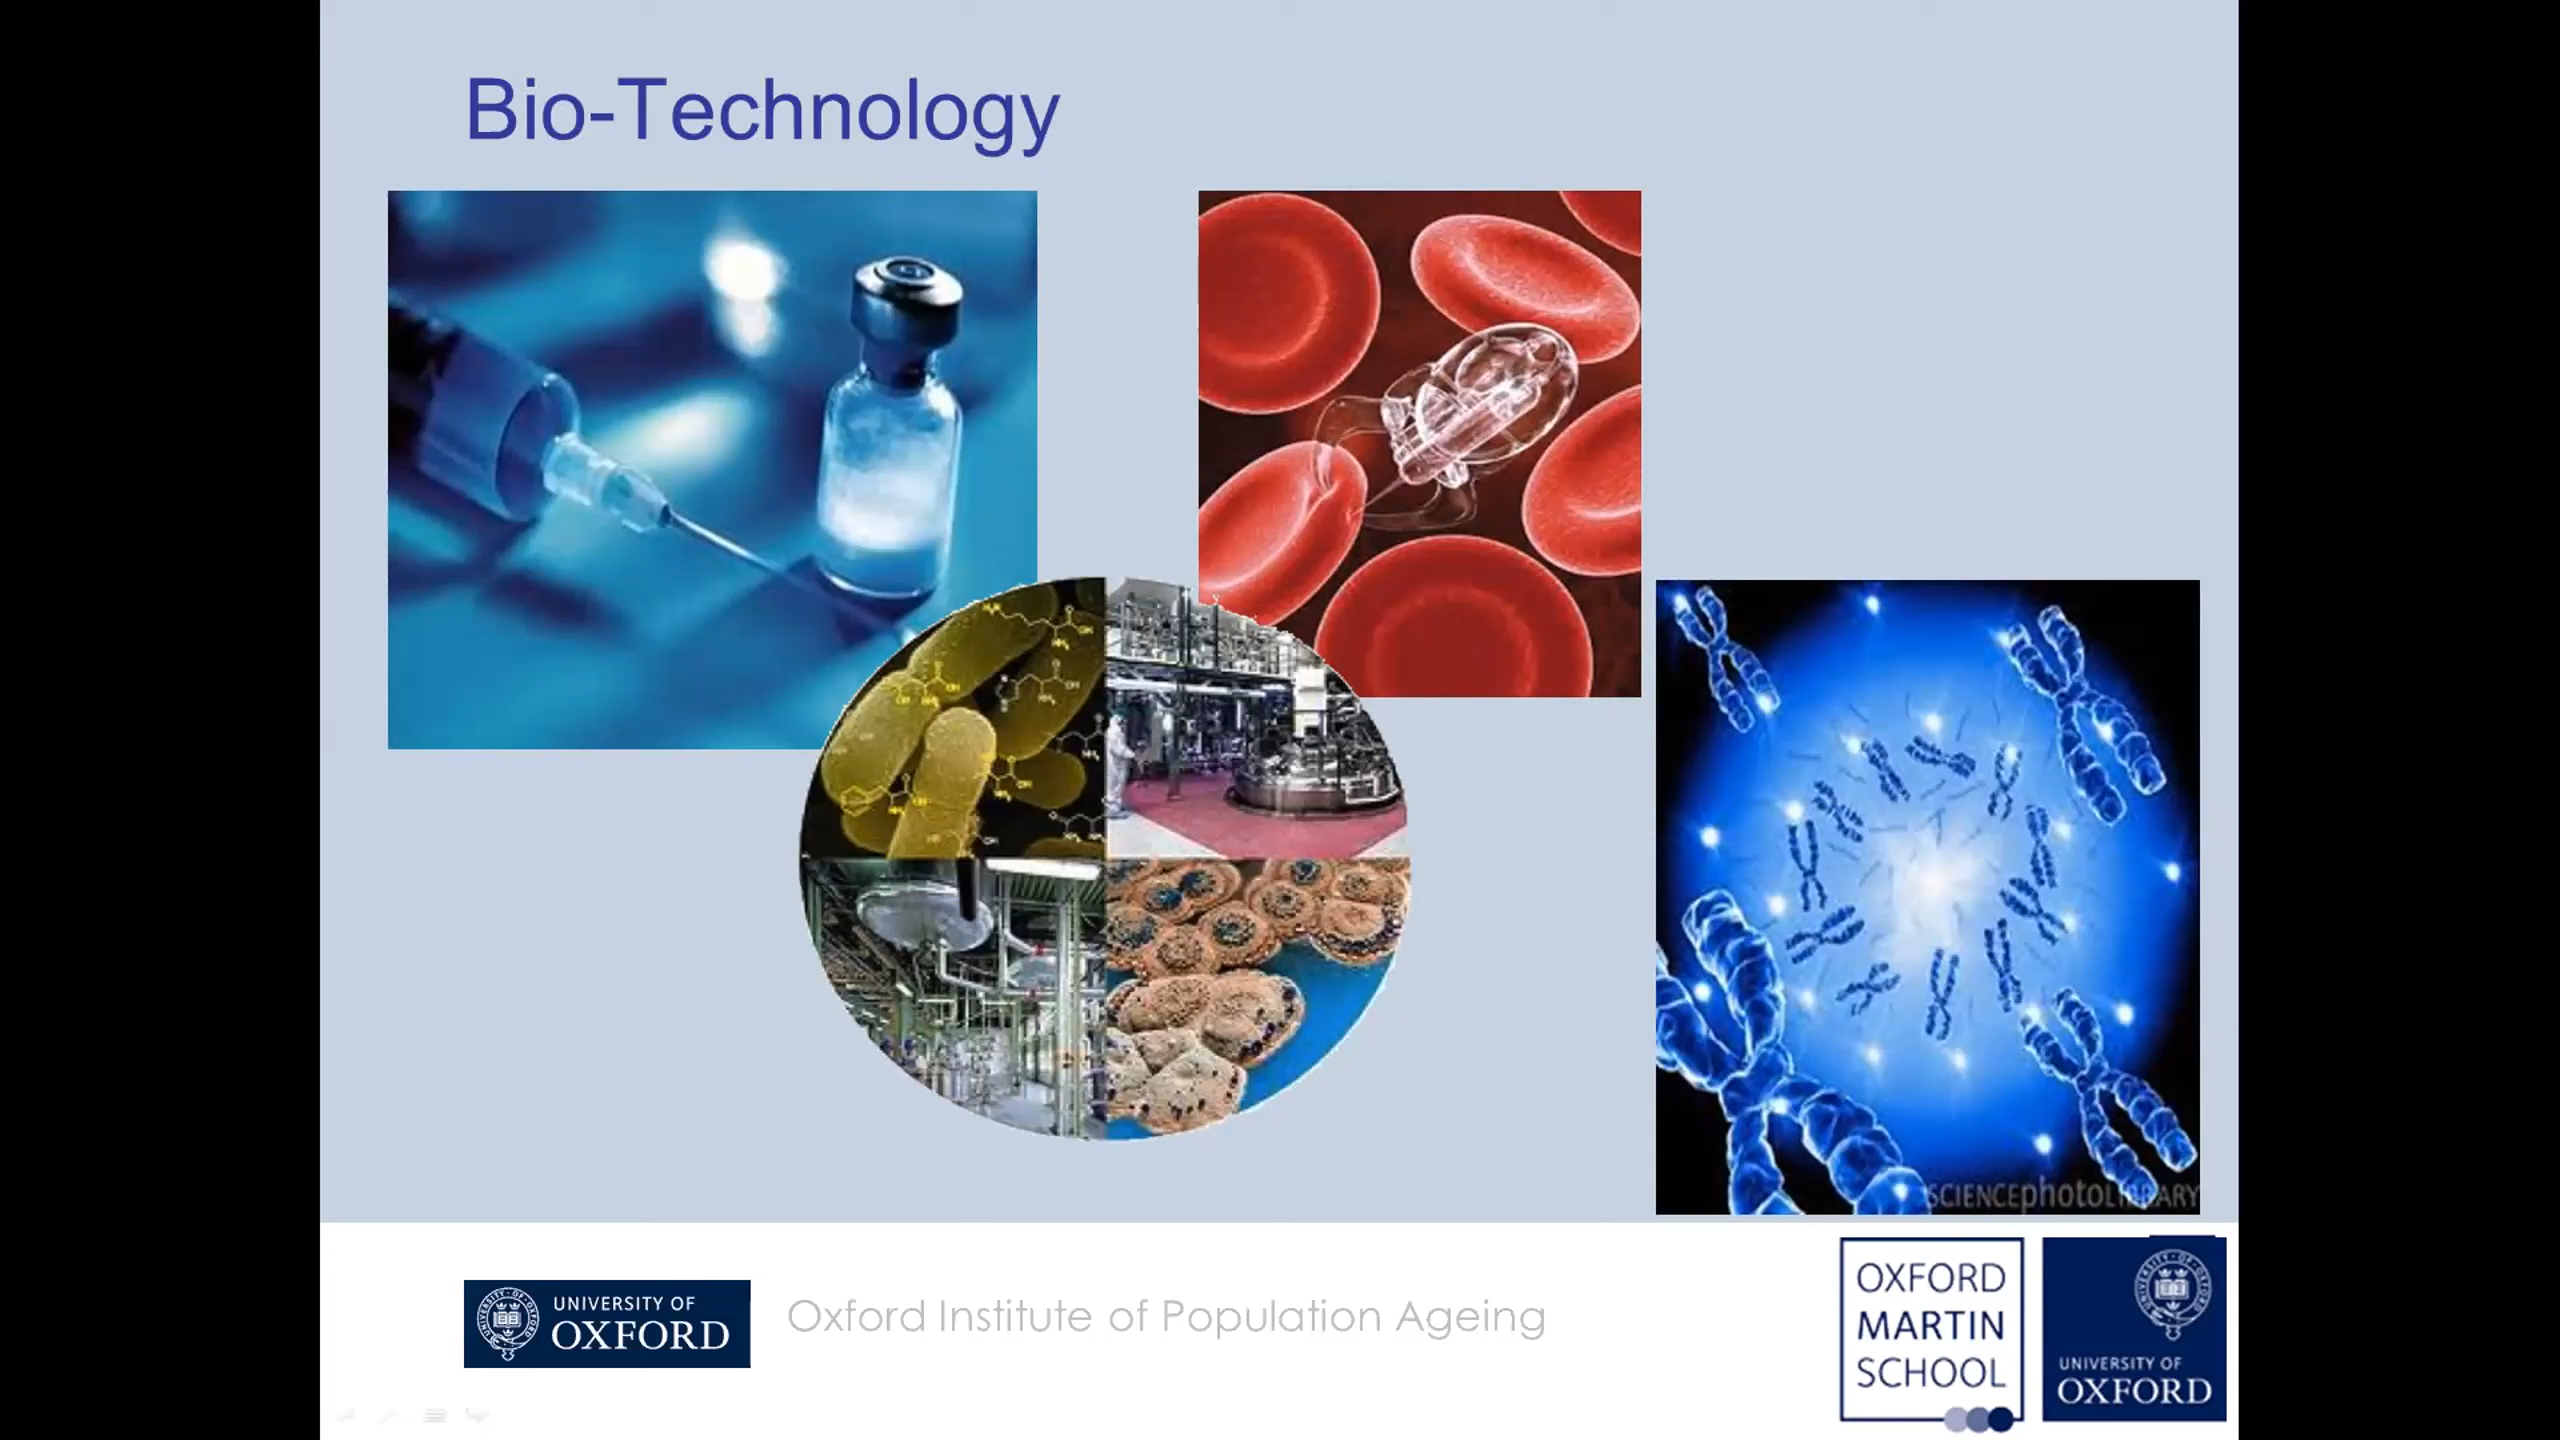 Bio-Technology
SCIENCEphotoLIBRARY
UNIVERSITY OF
OXFORD
Oxford Institute of Population Ageing
OXFORD
MARTIN
SCHOOL
UNIVERSITY OF
OXFORD